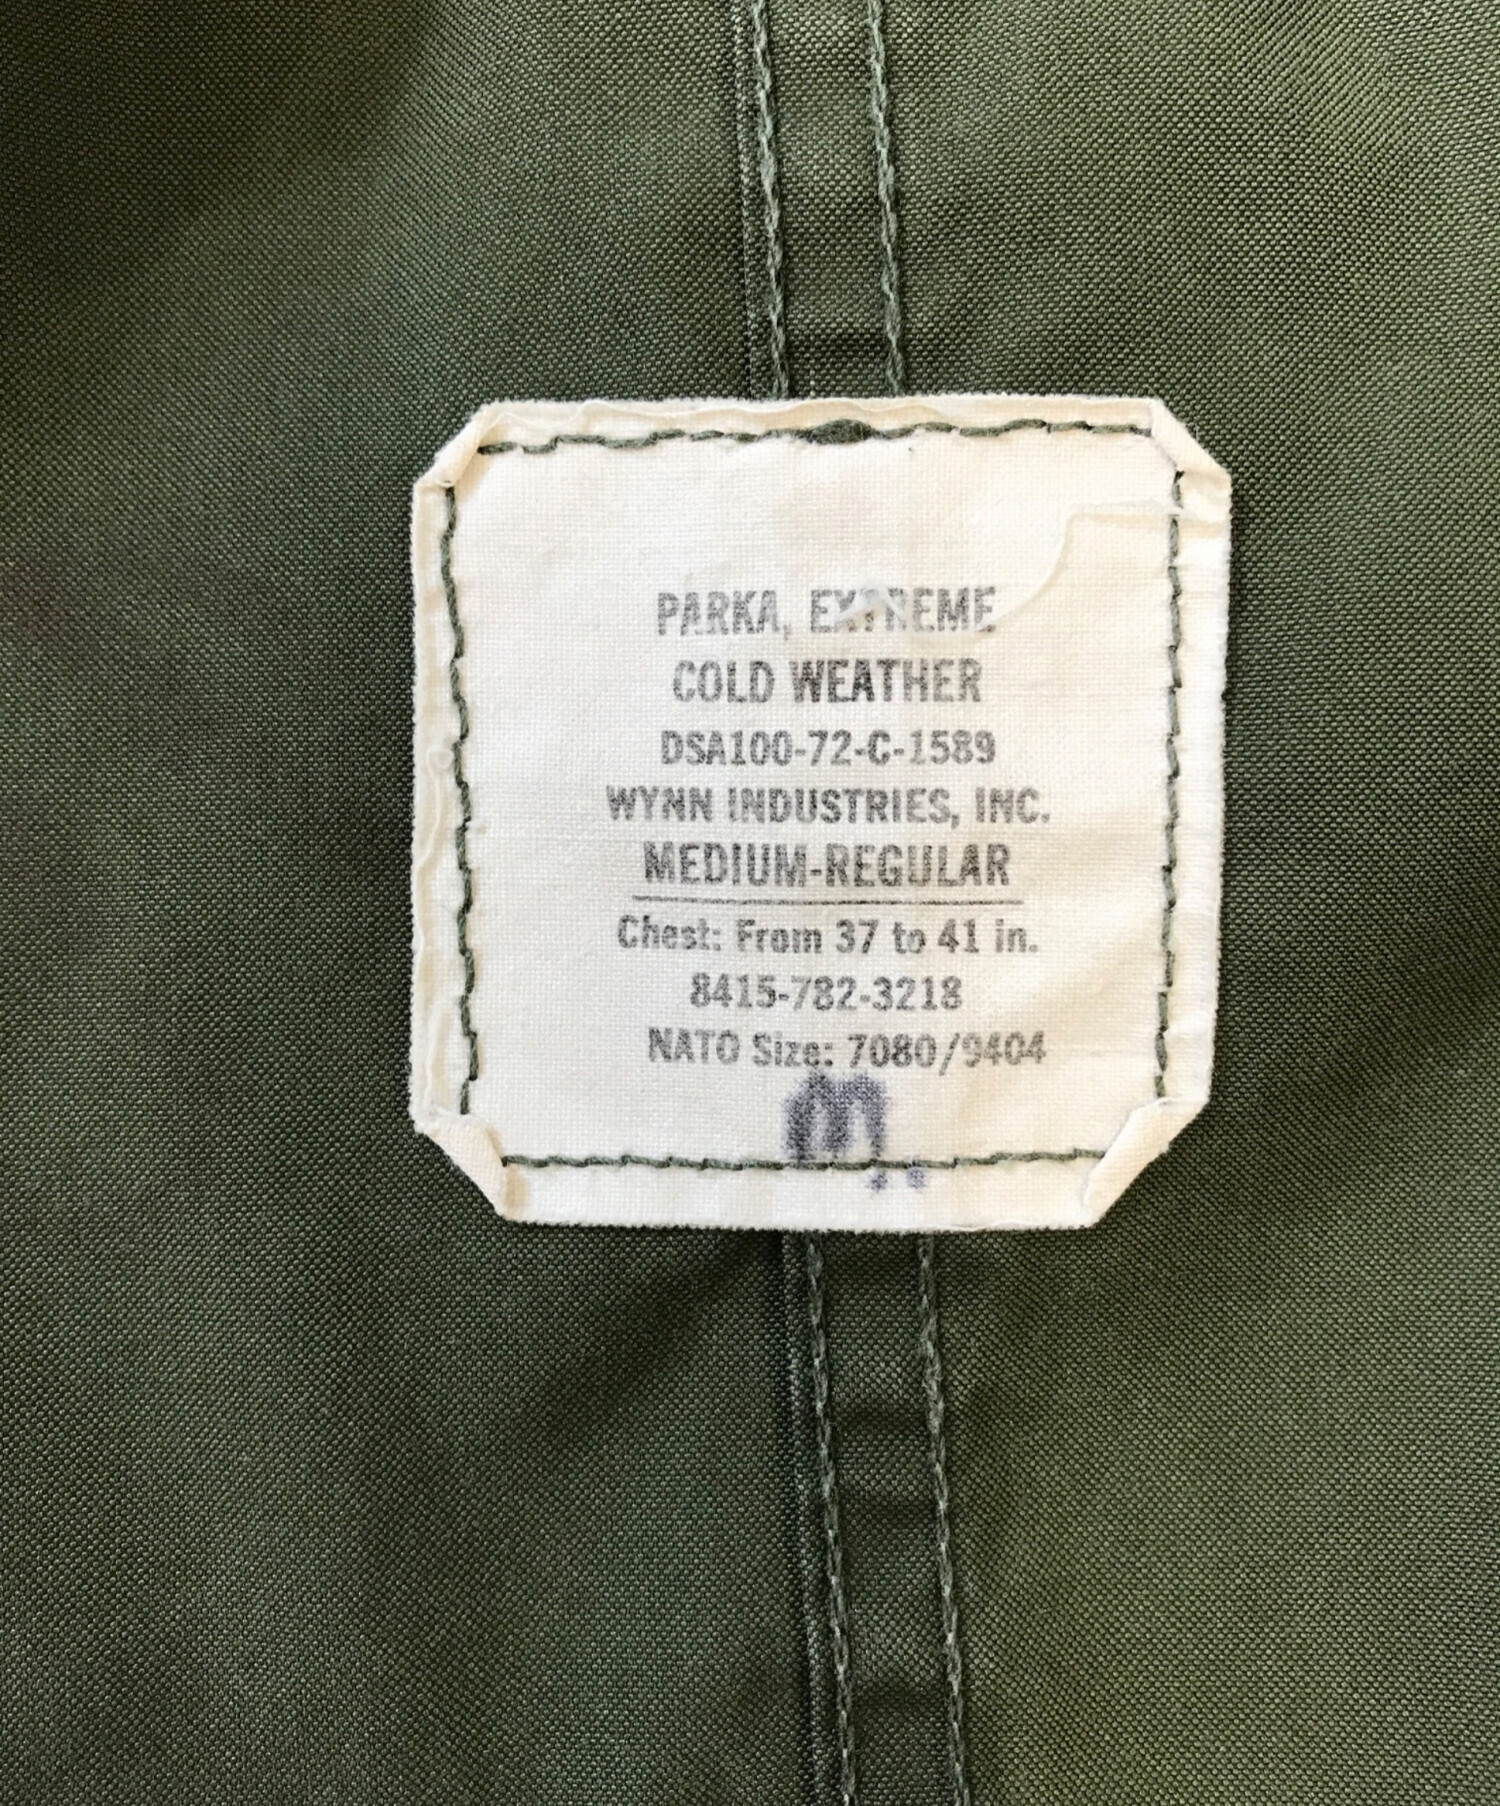 PARKA, EXTREME
COLD WEATHER
DSA100-72-C-1589
WYNN INDUSTRIES, INC.
MEDIUM-REGULAR
Chest: From 37 to 41 in.
8415-782-3218
NATO Size: 7080/9404
M.